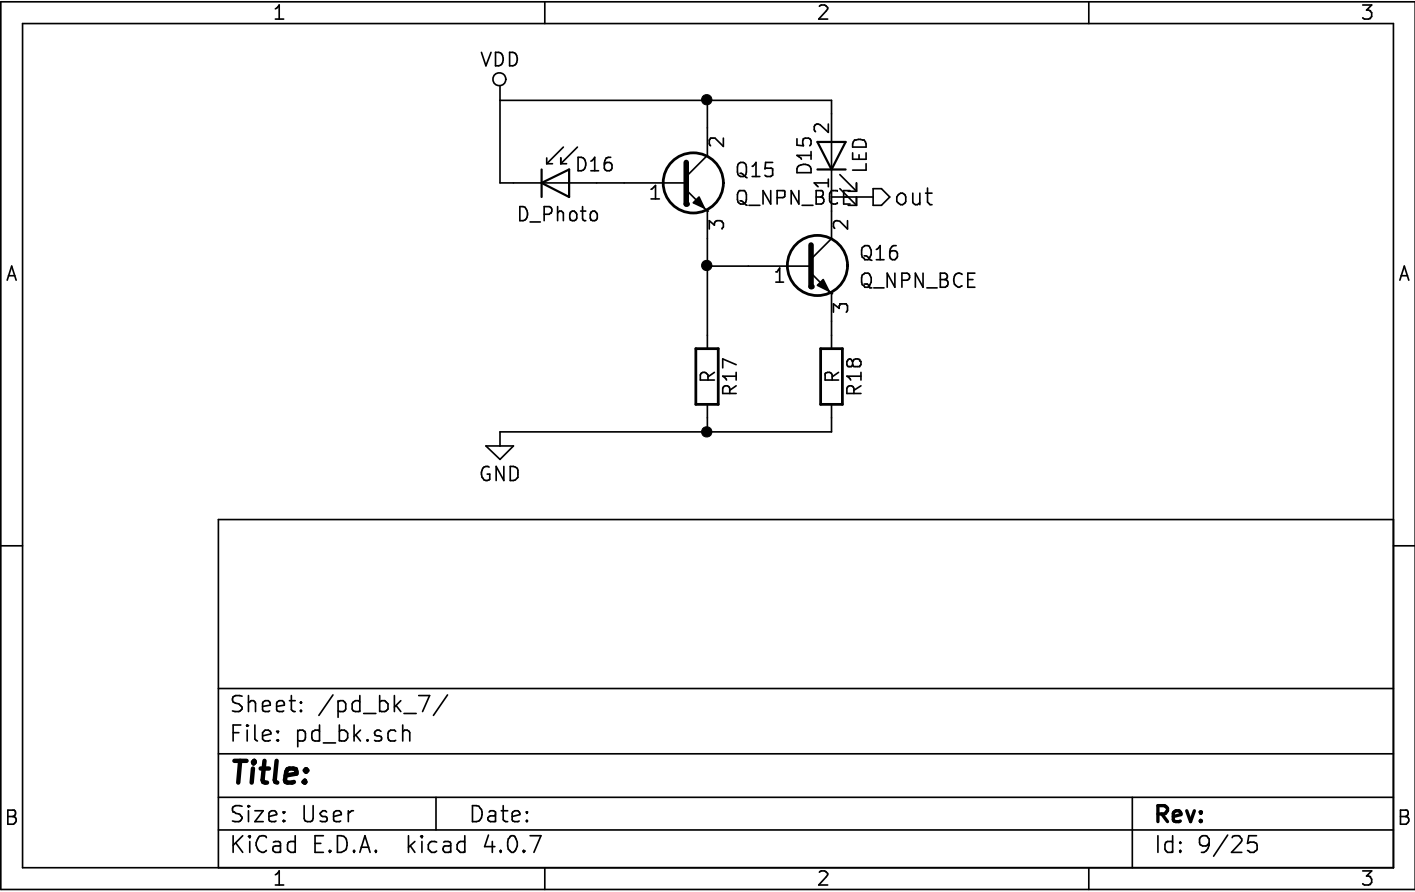 1 2 3
VDD
2
2
D15
LED
D16
Q15
1
1
Q_NPN_BCE
out
D_Photo
3
2
Q16
A
A
1
Q_NPN_BCE
3
R
R17
R
R18
GND
Sheet: /pd_bk_7/
File: pd_bk.sch
Title:
Size: User
Date:
Rev:
B
B
KiCad E.D.A. kicad 4.0.7
Id: 9/25
1 2 3